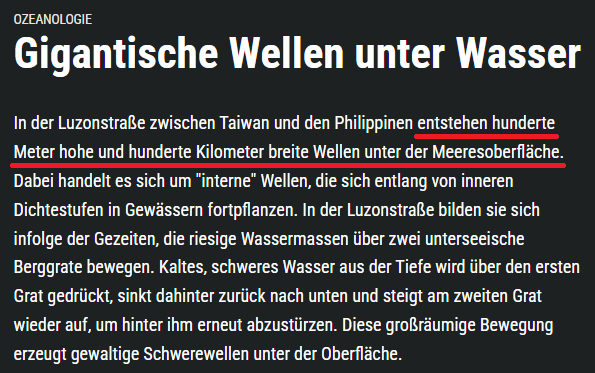 OZEANOLOGIE
Gigantische Wellen unter Wasser
In der Luzonstraße zwischen Taiwan und den Philippinen entstehen hunderte
Meter hohe und hunderte Kilometer breite Wellen unter der Meeresoberfläche.
Dabei handelt es sich um "interne" Wellen, die sich entlang von inneren
Dichtestufen in Gewässern fortpflanzen. In der Luzonstraße bilden sie sich
infolge der Gezeiten, die riesige Wassermassen über zwei unterseeische
Berggrate bewegen. Kaltes, schweres Wasser aus der Tiefe wird über den ersten
Grat gedrückt, sinkt dahinter zurück nach unten und steigt am zweiten Grat
wieder auf, um hinter ihm erneut abzustürzen. Diese großräumige Bewegung
erzeugt gewaltige Schwerewellen unter der Oberfläche.